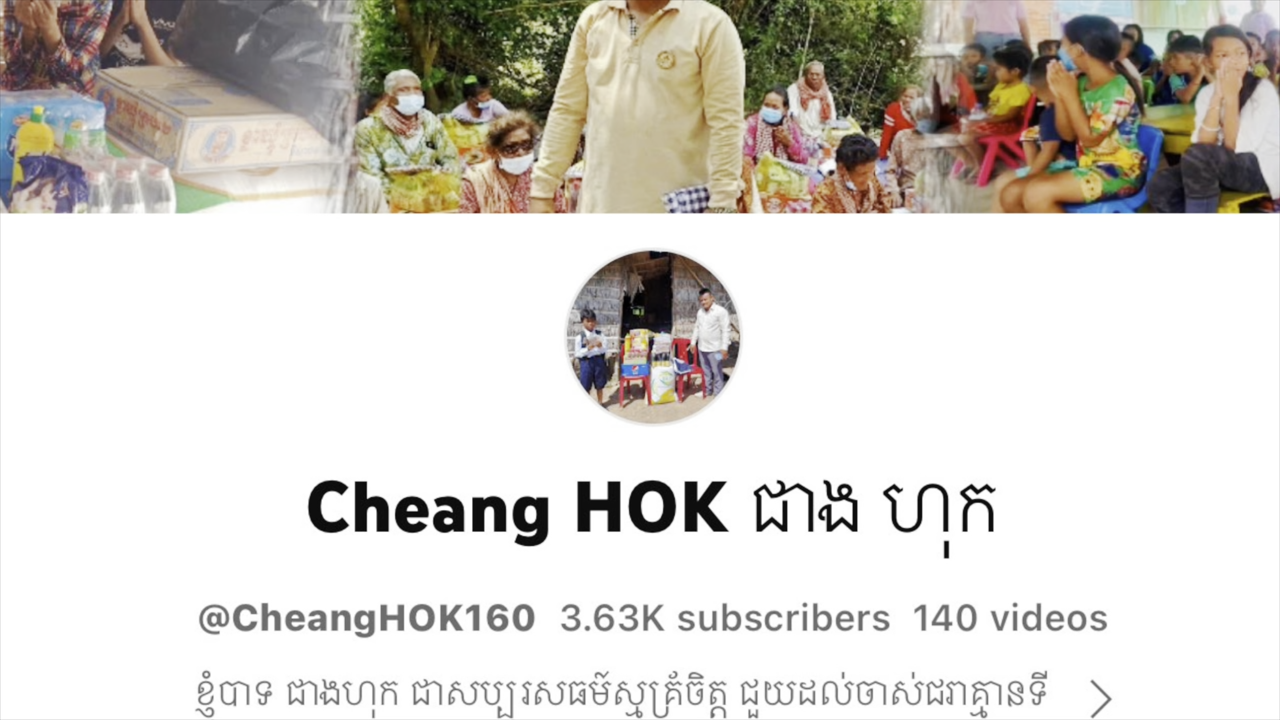 Cheang HOK ជាង ហុក
@CheangHOK160 3.63K subscribers 140 videos
ខ្ញុំបាទ ជាងហុក ជាសប្បុរសធម៌ស្មគ្រ័ចិត្ត ជួយដល់ចាស់ជរាគ្មានទី